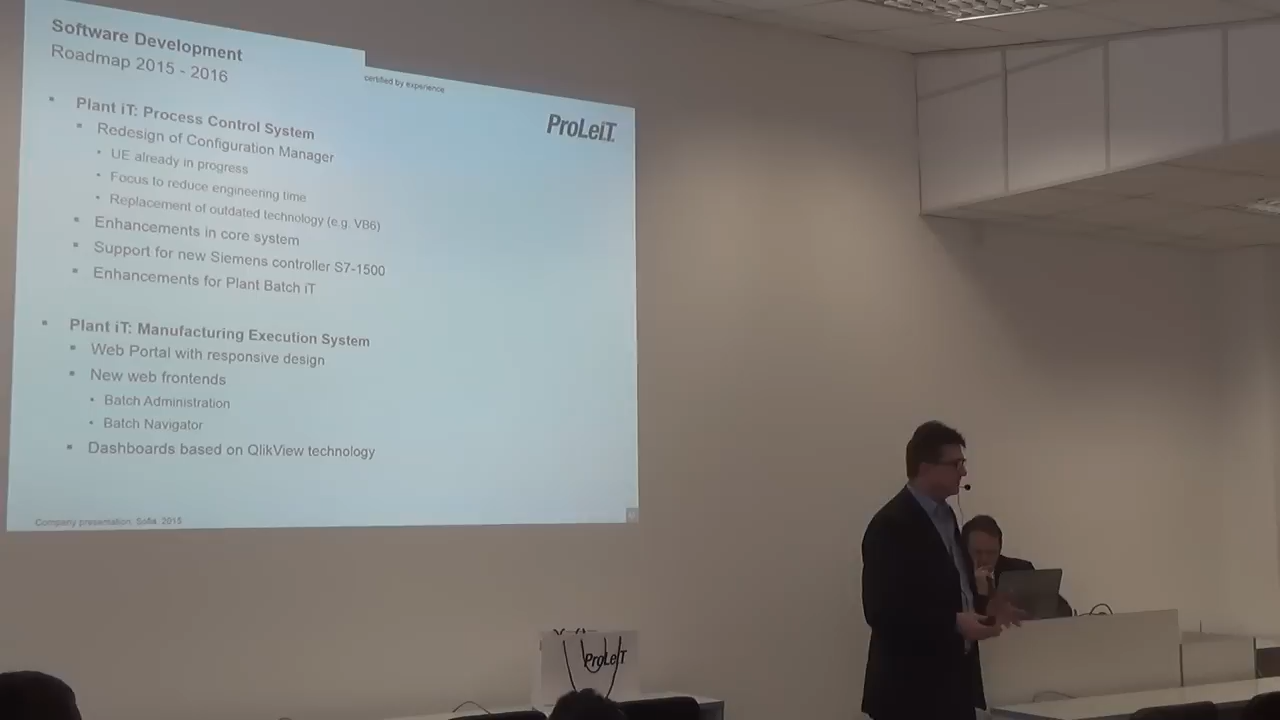 Software Development
Roadmap 2015 - 2016
certified by experience
ProLeiT
Plant iT: Process Control System
Redesign of Configuration Manager
UE already in progress
Focus to reduce engineering time
Replacement of outdated technology (e.g. VB6)
Enhancements in core system
Support for new Siemens controller S7-1500
Enhancements for Plant Batch iT
Plant iT: Manufacturing Execution System
Web Portal with responsive design
New web frontends
Batch Administration
Batch Navigator
Dashboards based on QlikView technology
Company presentation, Sofia, 2015
ProLeiT